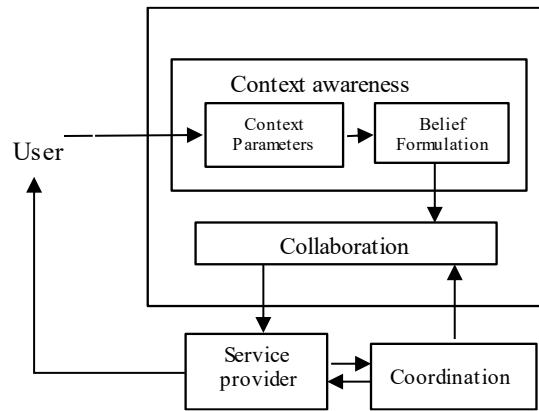 Context awareness
Context
Parameters
Belief
Formulation
User
Collaboration
Service
provider
Coordination